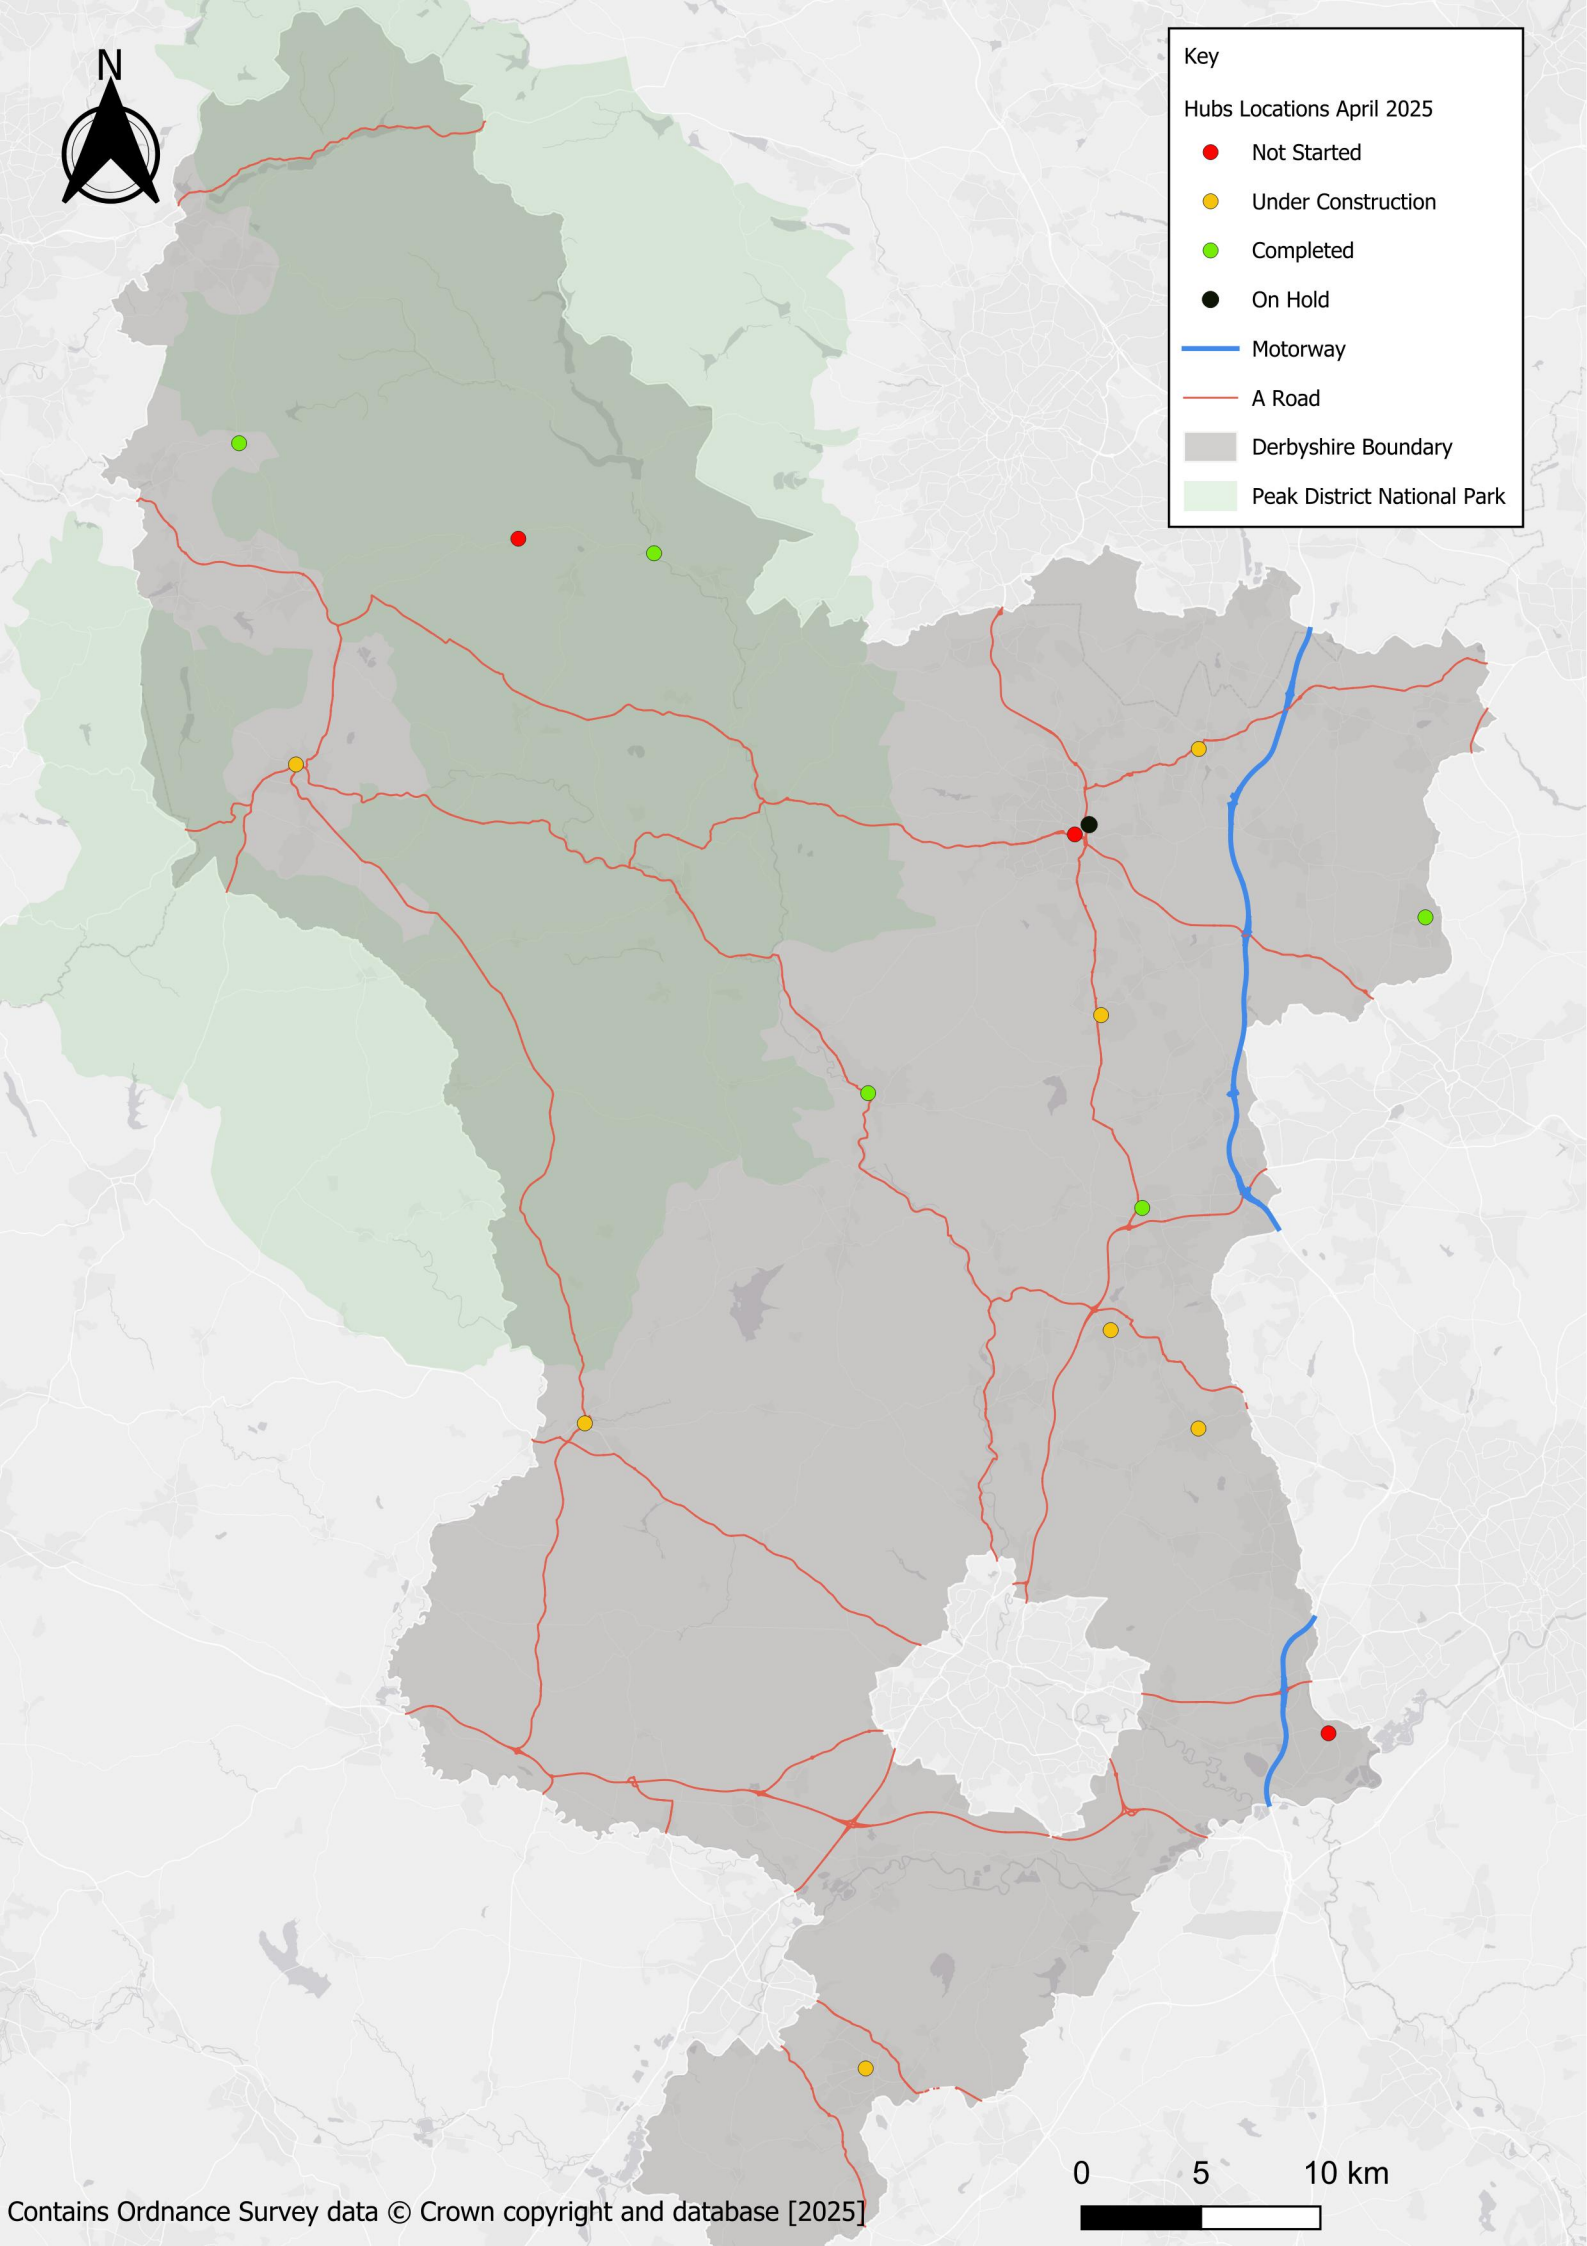 N
Key
Hubs Locations April 2025
Not Started
Under Construction
Completed
On Hold
Motorway
A Road
Derbyshire Boundary
Peak District National Park
0 5 10 km
Contains Ordnance Survey data © Crown copyright and database [2025]